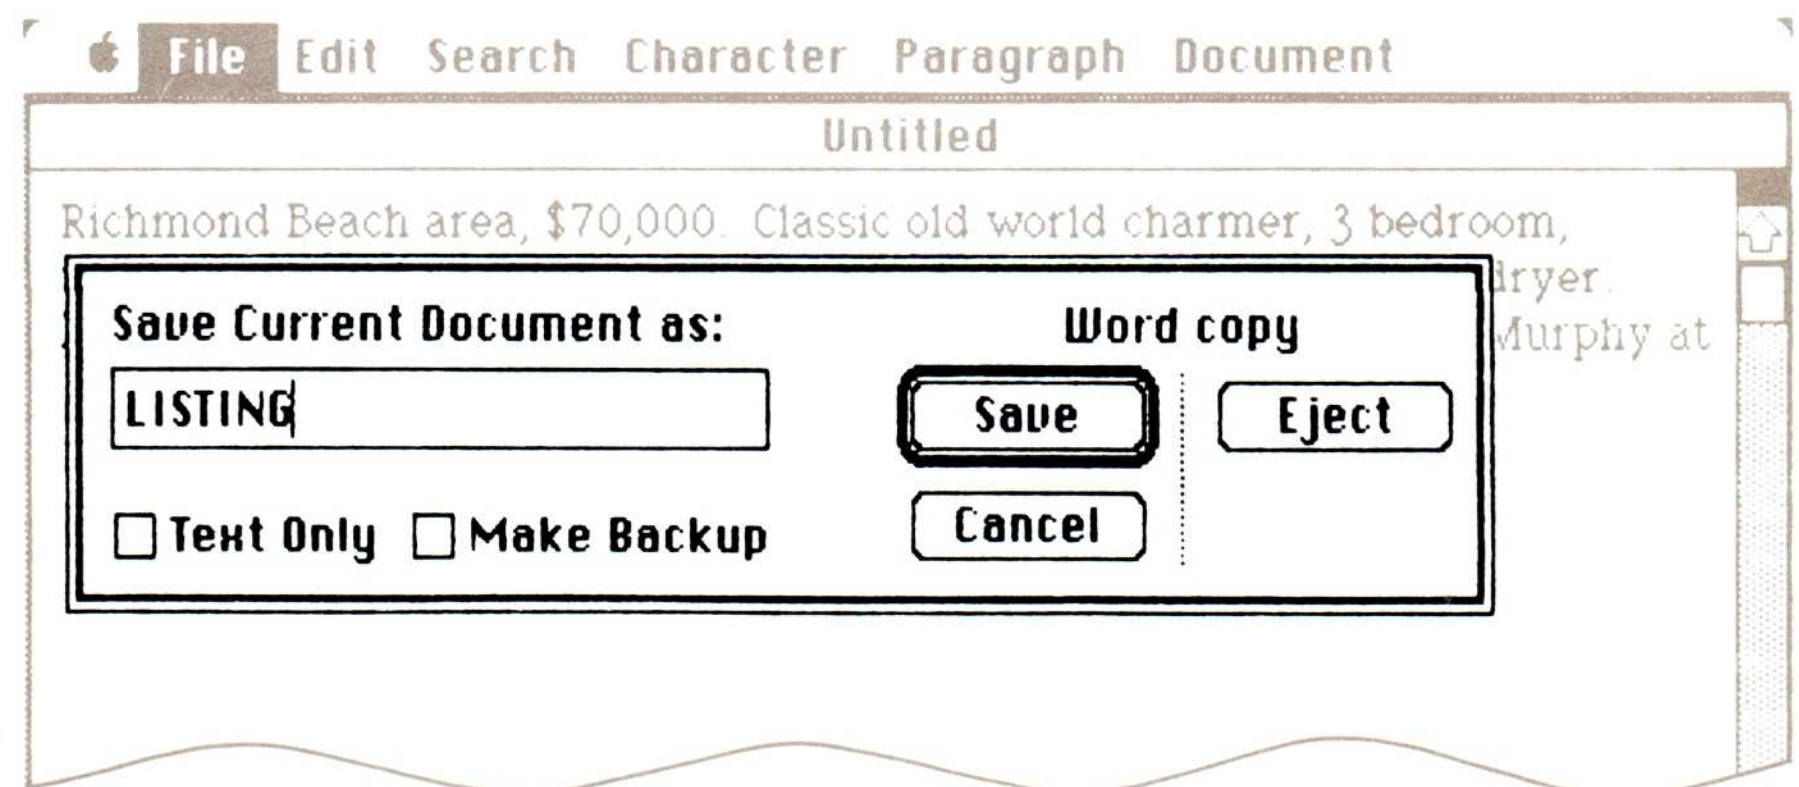 File Edit Search Character Paragraph Document
Untitled
Richmond Beach area, $70,000. Classic old world charmer, 3 bedroom,
dryer.
Murphy at
Save Current Document as:
Word copy
LISTING
Save
Eject
Text Only
Make Backup
Cancel